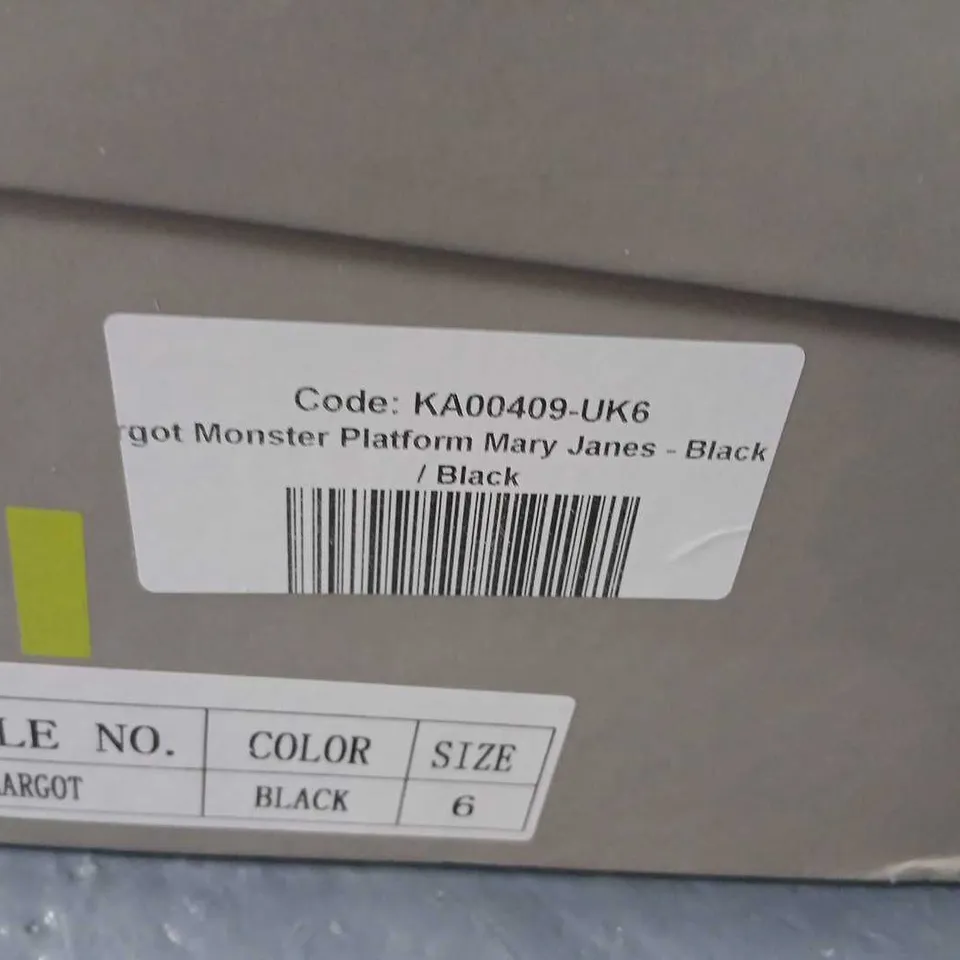 Code: KA00409-UK6
rgot Monster Platform Mary Janes - Black
/ Black
LE NO. COLOR SIZE
ARGOT BLACK 6